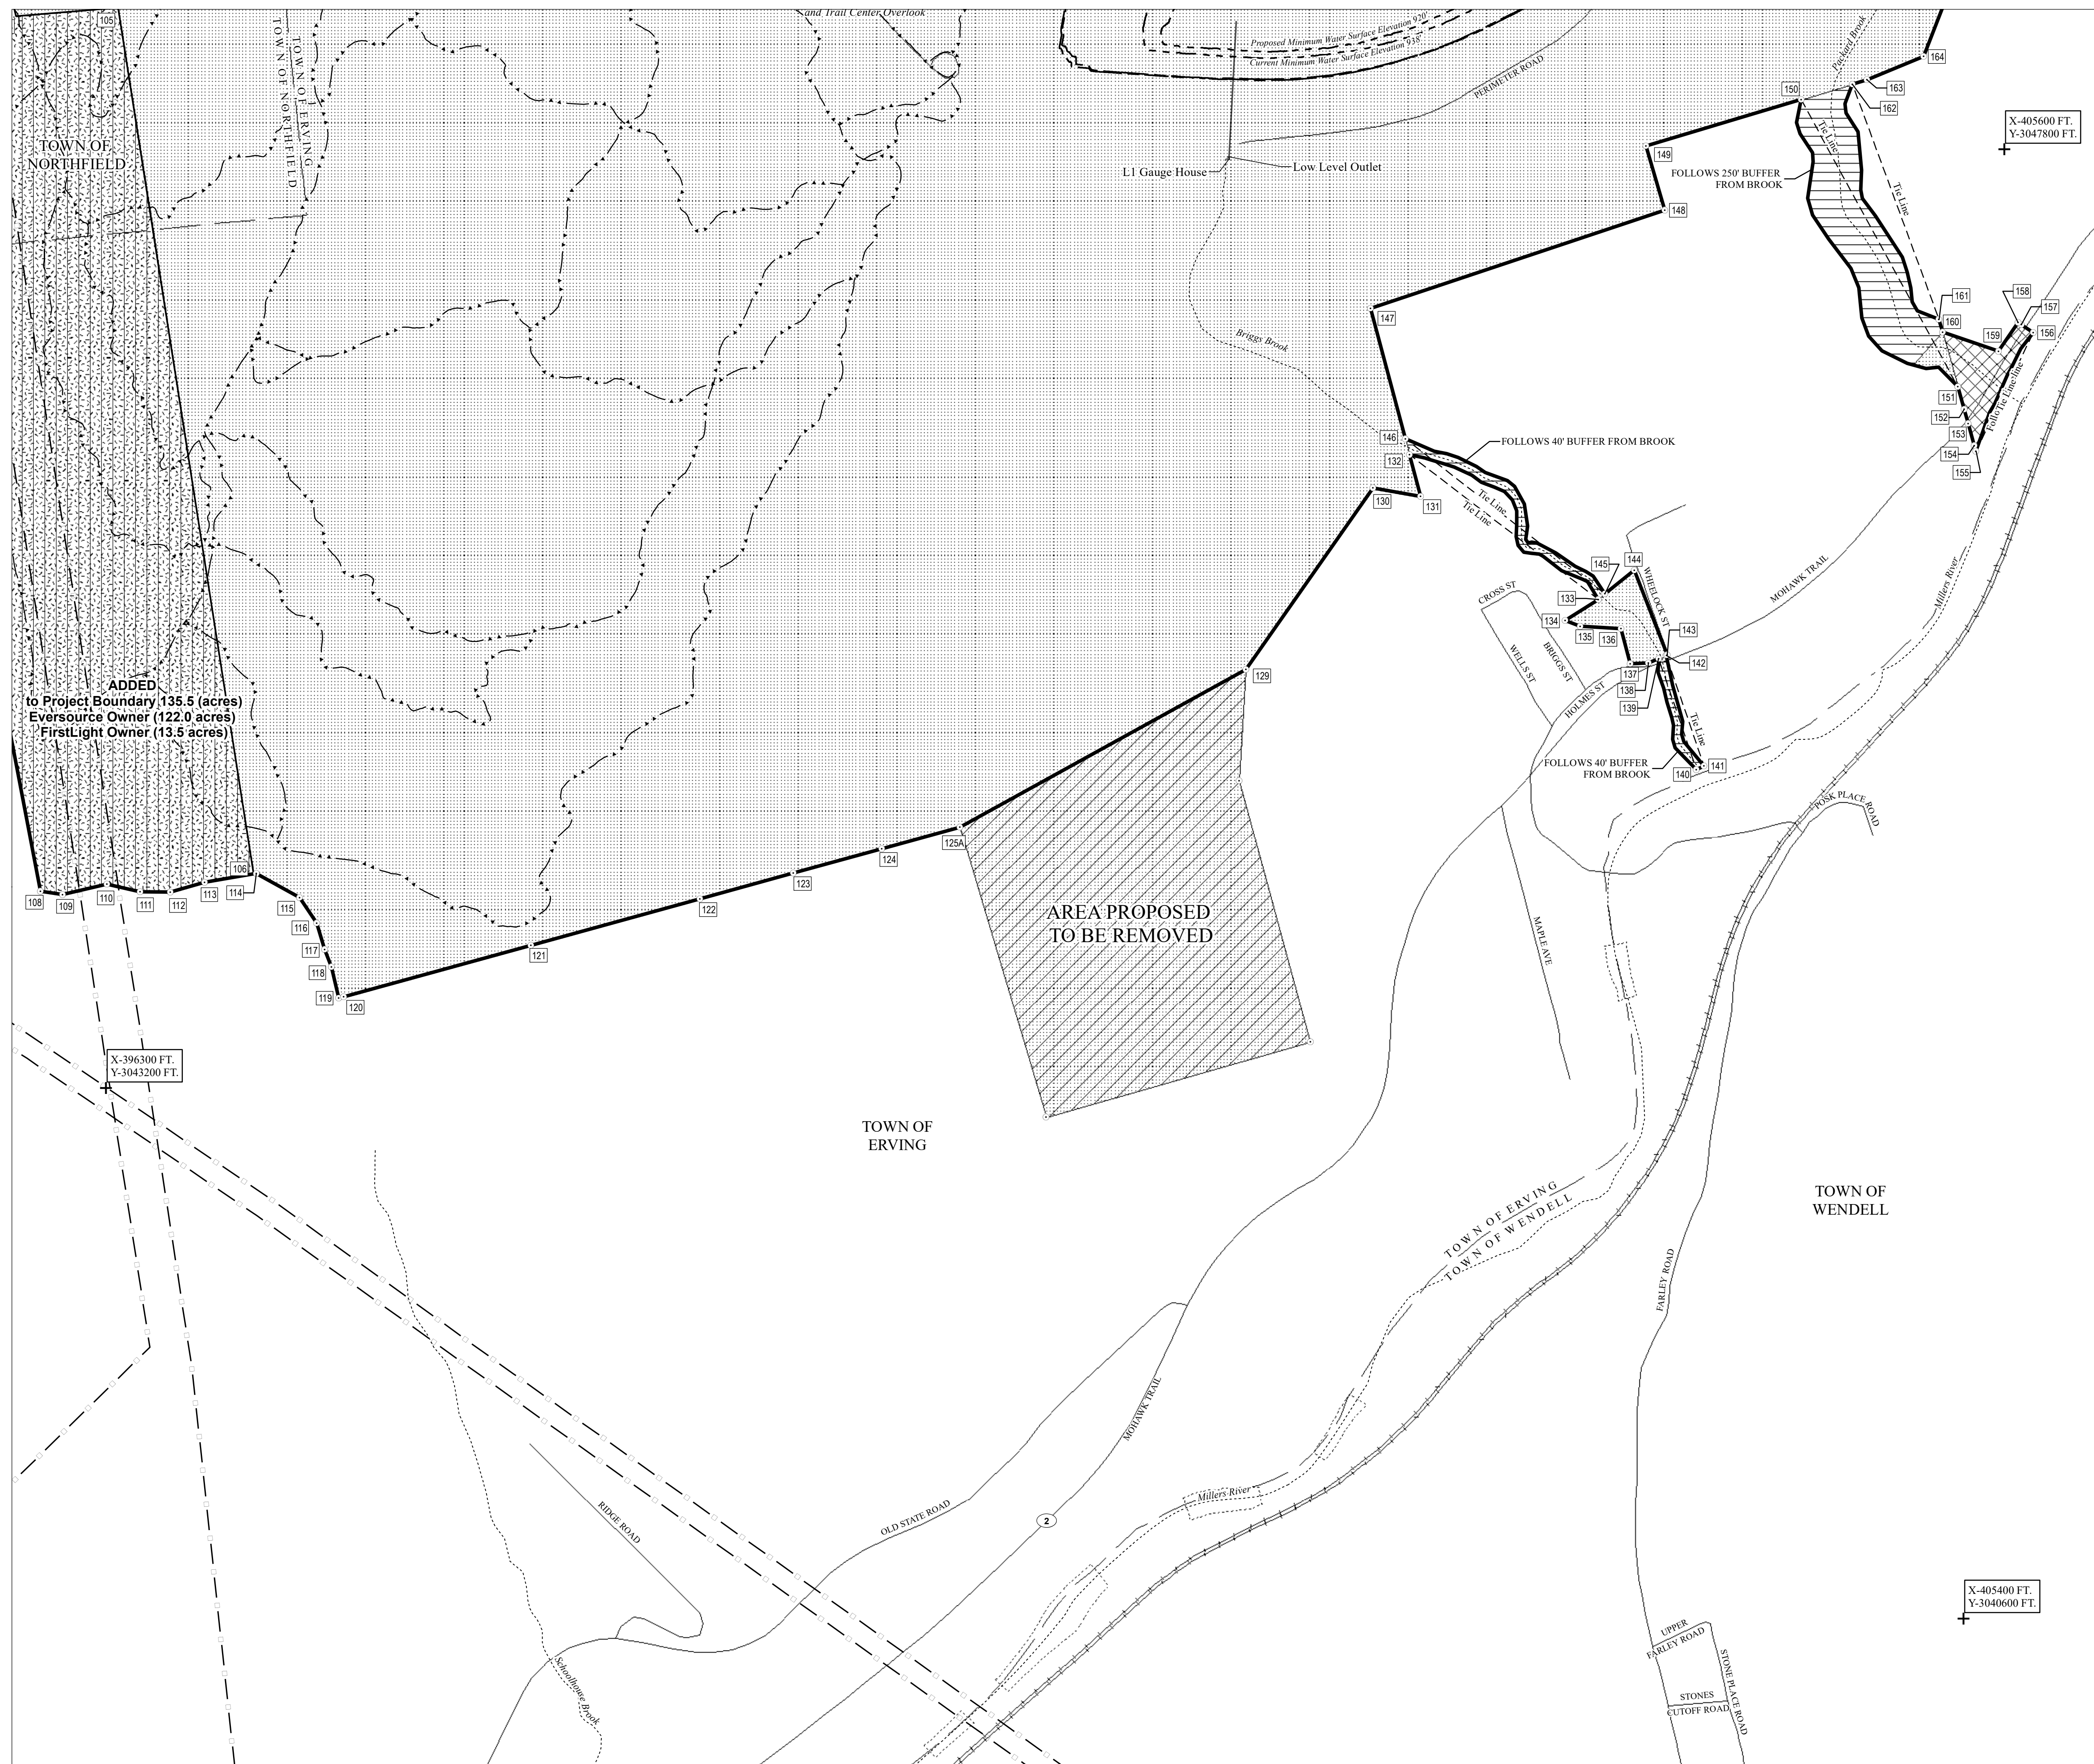 and Trail Center Overlook
105
TOWN OF ERVING
TOWN OF NORTHFIELD
TOWN OF
NORTHFIELD
Proposed Minimum Water Surface Elevation 920'
Current Minimum Water Surface Elevation 938'
PERIMETER ROAD
Packard Brook
164
163
162
150
149
148
X-405600 FT.
Y-3047800 FT.
L1 Gauge House
Low Level Outlet
FOLLOWS 250' BUFFER
FROM BROOK
Tie Line
Tie Line
161
160
158
157
159
156
147
Briggs Brook
151
152
153
154
155
Tie Line
146
132
FOLLOWS 40' BUFFER FROM BROOK
130
131
Tie Line
Tie Line
145
144
133
134
135
136
CROSS ST
WELLS ST
BRIGGS ST
WHEELOCK ST
MOHAWK TRAIL
Millers River
143
142
137
138
139
HOLMES ST
Tie Line
FOLLOWS 40' BUFFER
FROM BROOK
140
141
POSK PLACE ROAD
ADDED
to Project Boundary 135.5 (acres)
Eversource Owner (122.0 acres)
FirstLight Owner (13.5 acres)
129
125A
124
123
122
121
106
114
113
112
111
110
109
108
115
116
117
118
119
120
AREA PROPOSED
TO BE REMOVED
MAPLE AVE
X-396300 FT.
Y-3043200 FT.
TOWN OF
ERVING
TOWN OF ERVING
TOWN OF WENDELL
TOWN OF
WENDELL
FARLEY ROAD
MOHAWK TRAIL
OLD STATE ROAD
RIDGE ROAD
2
Millers River
Schoolhouse Brook
X-405400 FT.
Y-3040600 FT.
UPPER
FARLEY ROAD
STONE PLACE ROAD
STONES
CUTOFF ROAD